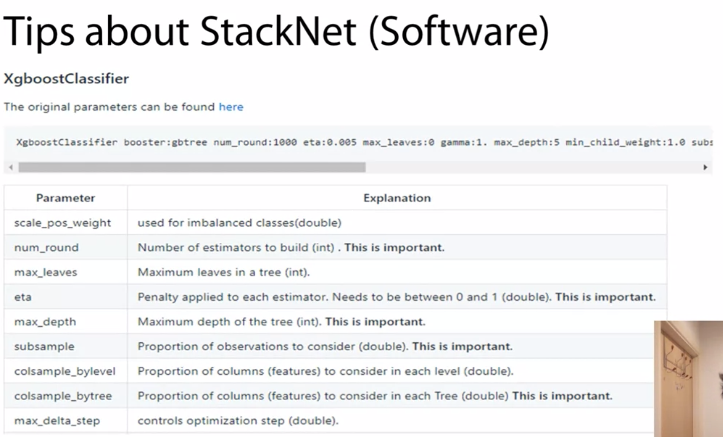 Tips about StackNet (Software)
XgboostClassifier
The original parameters can be found here
XgboostClassifier booster:gbtree num_round:1000 eta:0.005 max_leaves:0 gamma:1. max_depth:5 min_child_weight:1.0 subs
Parameter Explanation
scale_pos_weight used for imbalanced classes(double)
num_round Number of estimators to build (int) . This is important.
max_leaves Maximum leaves in a tree (int).
eta Penalty applied to each estimator. Needs to be between 0 and 1 (double). This is important.
max_depth Maximum depth of the tree (int). This is important.
subsample Proportion of observations to consider (double). This is important.
colsample_bylevel Proportion of columns (features) to consider in each level (double).
colsample_bytree Proportion of columns (features) to consider in each Tree (double) This is important.
max_delta_step controls optimization step (double).